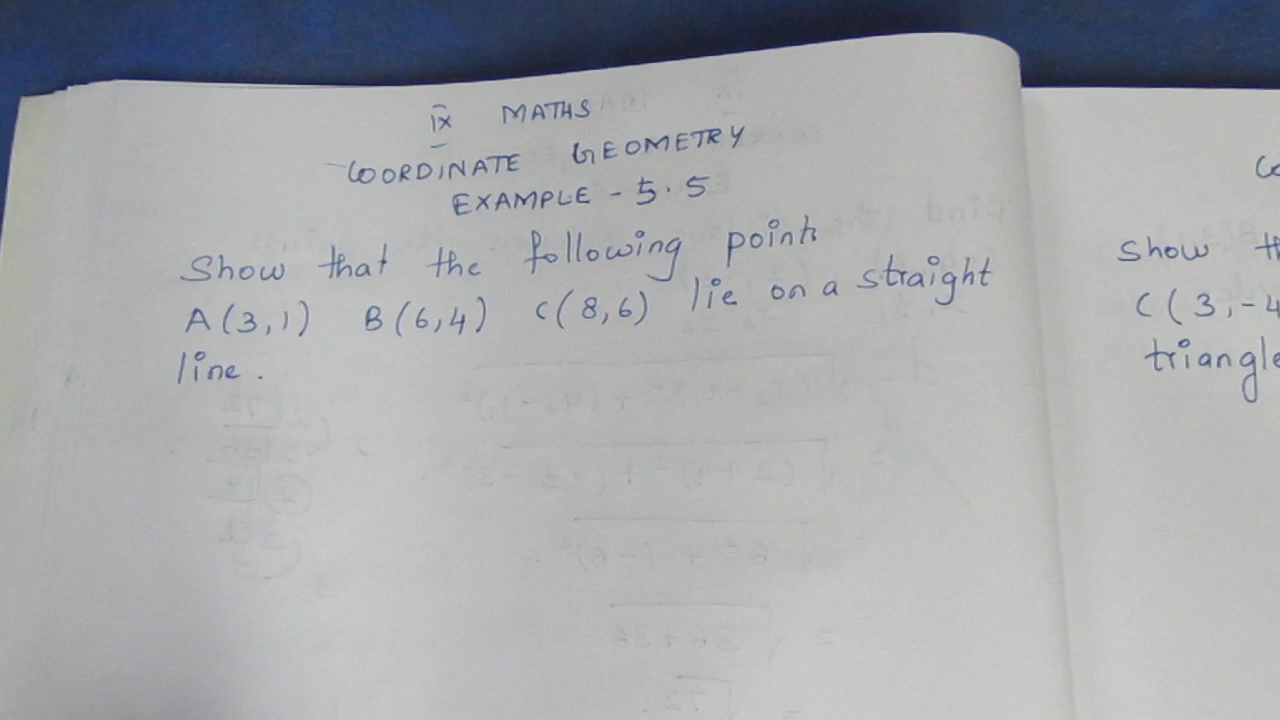 IX MATHS
COORDINATE GEOMETRY
EXAMPLE - 5.5
Show that the following points
A(3,1) B(6,4) C(8,6) lie on a straight
line.
Show
C(3,-4
triangle